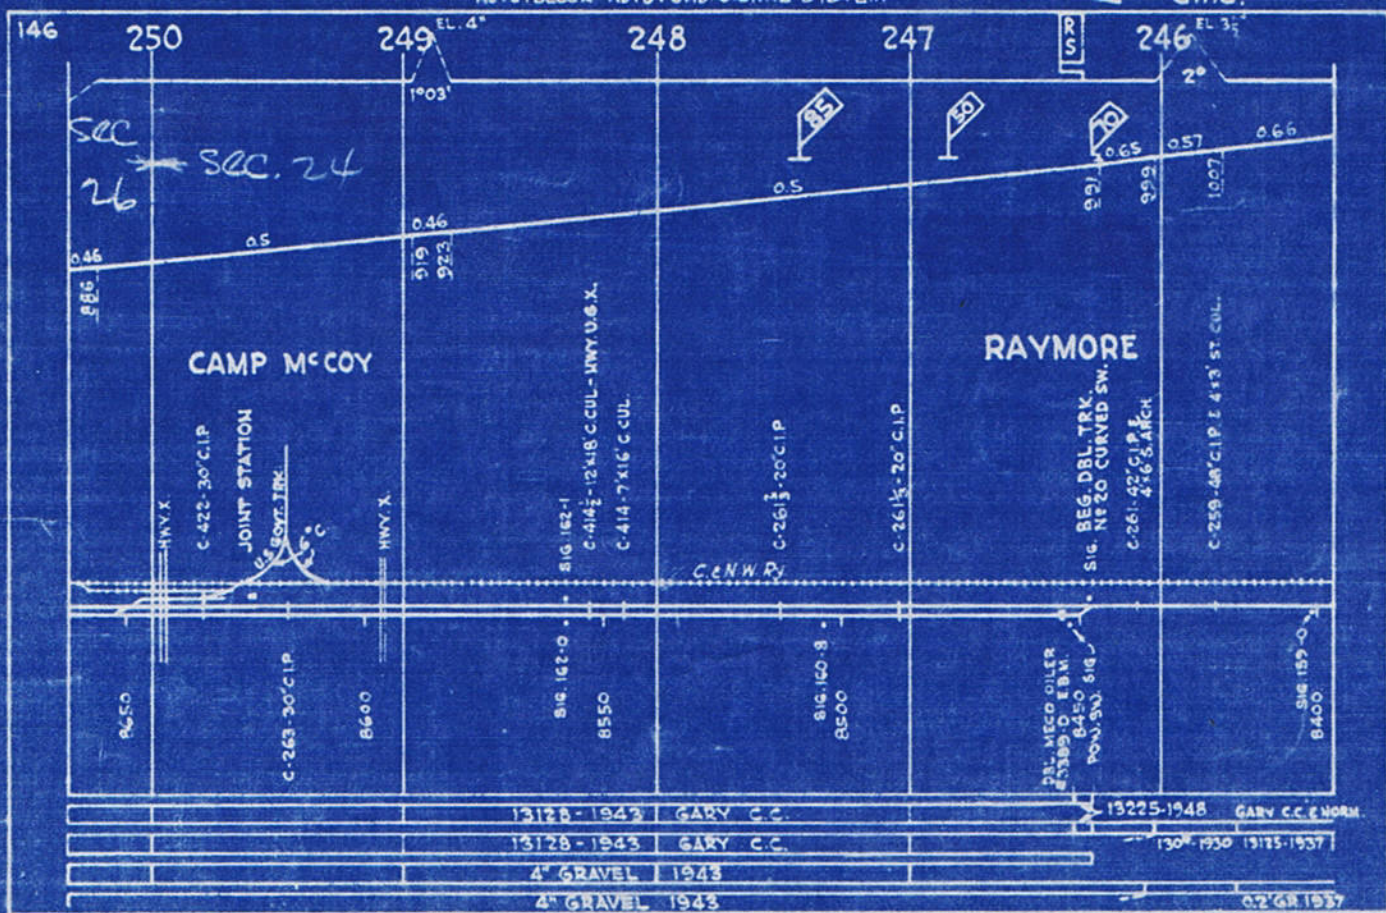 146 250 249 EL. 4" 248 247 RS 246 EL. 3½"
1°03' 2°
85 50 70
SEC
26
SEC. 24
0.46 0.5 0.46 0.5 0.65 0.57 0.66
886 919 923 991 999 1007
CAMP McCOY
RAYMORE
HWY. X
C-422-30" C.I.P
JOINT STATION
U.S. GOVT. TRK.
HWY. X
SIG. 162-1
C-414½-12'X18' C.CUL-HWY.U.G.X.
C-414-7'X16' C.CUL
C-261⅔-20" C.I.P
C-261⅓-20" C.I.P
SIG. BEG. DBL. TRK.
Nº 20 CURVED SW.
C-261-42" C.I.P. &
4'x6' S. ARCH
C-259-48" C.I.P. & 4'x3' ST. CUL.
C.&N.W. Ry
8650
C-263-30" C.I.P
8600
SIG. 162-0
8550
SIG. 160-8
8500
DBL. MECO OILER
#3389-D E.B.M.
8450
POW. SW. SIG.
SIG. 159-0
8400
13128-1943 GARY C.C. 13225-1948 GARY C.C. & NORM.
13128-1943 GARY C.C. 130#-1930 13125-1937
4" GRAVEL 1943
4" GRAVEL 1943 0.2' GR. 1937